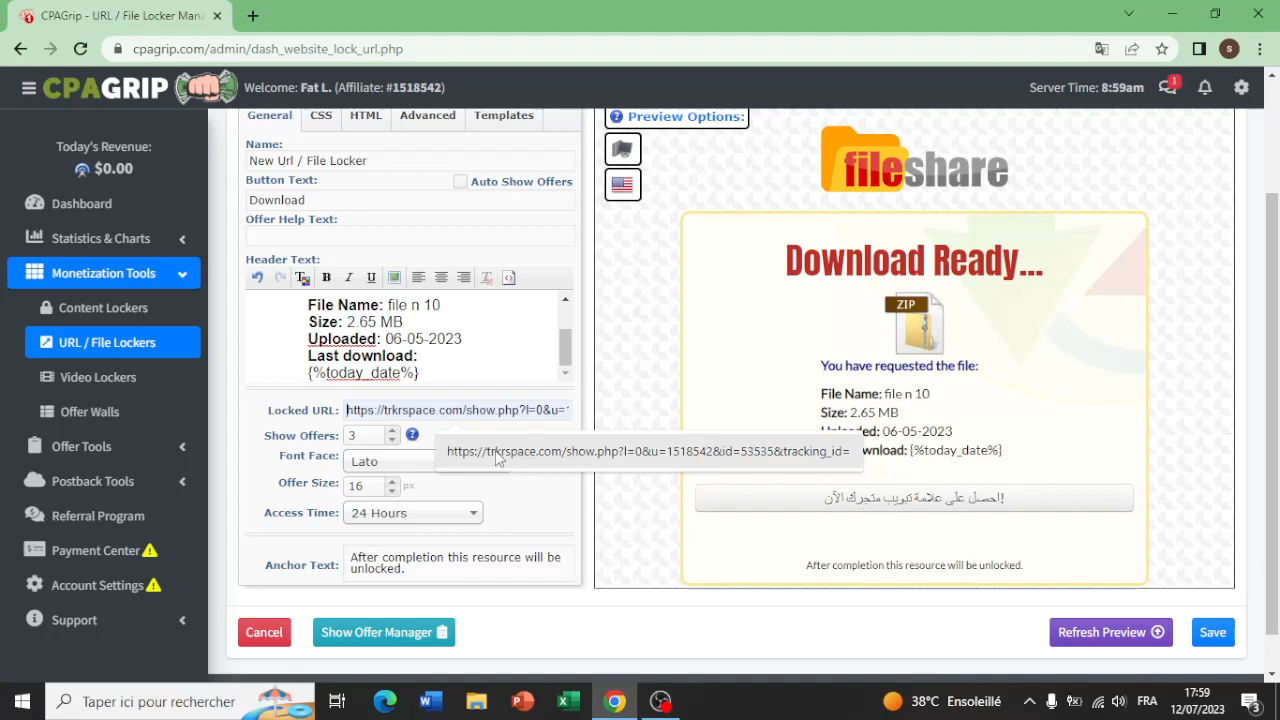 CPAGrip - URL / File Locker Mana
cpagrip.com/admin/dash_website_lock_url.php
S
CPAGRIP
Welcome: Fat L. (Affiliate: #1518542)
Server Time: 8:59am
1
Today's Revenue:
$0.00
Dashboard
Statistics & Charts
Monetization Tools
Content Lockers
URL / File Lockers
Video Lockers
Offer Walls
Offer Tools
Postback Tools
Referral Program
Payment Center
Account Settings
Support
General
CSS
HTML
Advanced
Templates
Name:
New Url / File Locker
Button Text:
Auto Show Offers
Download
Offer Help Text:
Header Text:
File Name: file n 10
Size: 2.65 MB
Uploaded: 06-05-2023
Last download:
{%today_date%}
Locked URL: https://trkrspace.com/show.php?l=0&u=1
Show Offers: 3
https://trkrspace.com/show.php?l=0&u=1518542&id=53535&tracking_id=
Font Face: Lato
Offer Size: 16 px
Access Time: 24 Hours
Anchor Text: After completion this resource will be
unlocked.
Preview Options:
fileshare
Download Ready...
ZIP
You have requested the file:
File Name: file n 10
Size: 2.65 MB
Uploaded: 06-05-2023
wnload: {%today_date%}
احصل على علامة تبويب متجرك الآن!
After completion this resource will be unlocked.
Cancel
Show Offer Manager
Refresh Preview
Save
Taper ici pour rechercher
38°C Ensoleillé
FRA
17:59
12/07/2023
3